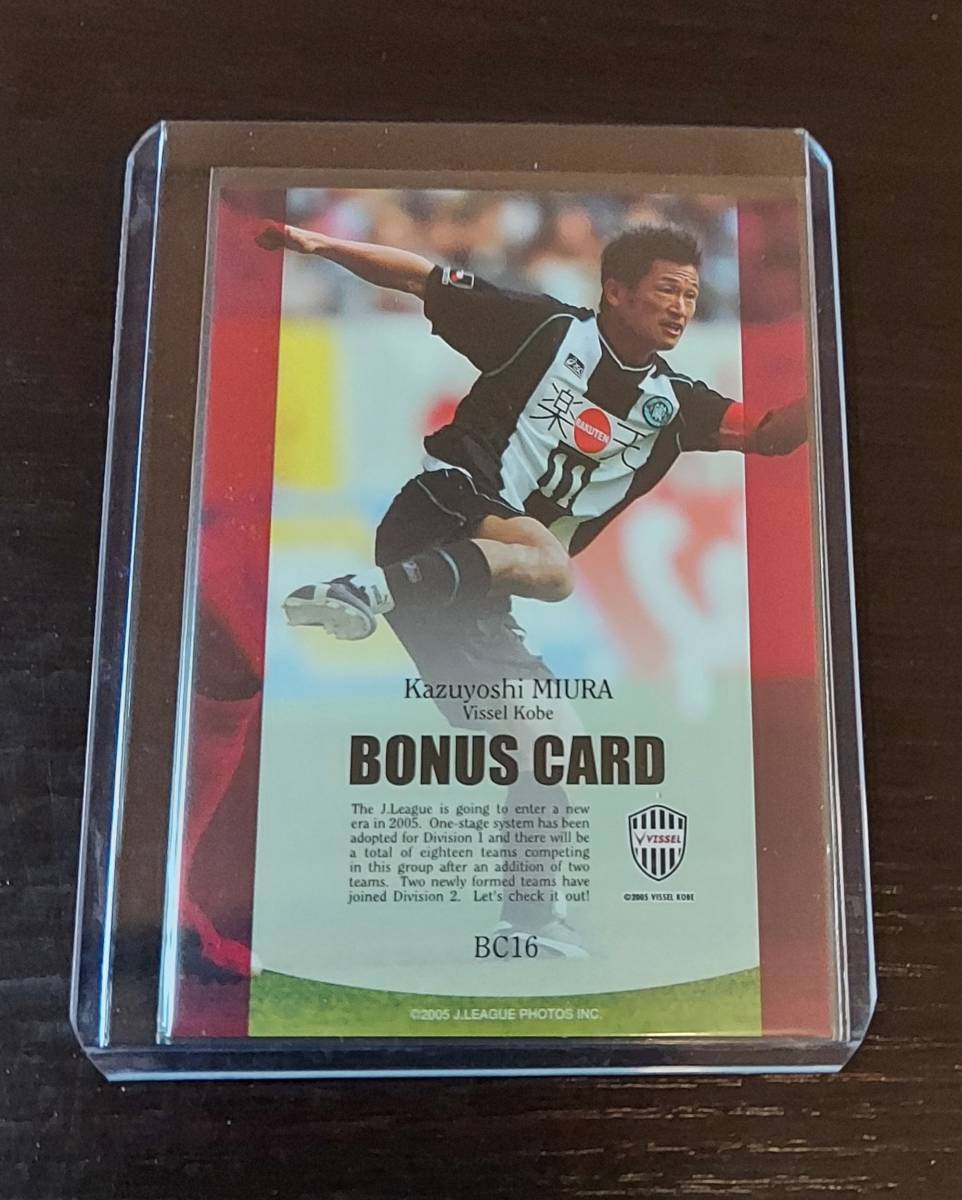 楽天
RAKUTEN
11
Kazuyoshi MIURA
Vissel Kobe
BONUS CARD
The J.League is going to enter a new
era in 2005. One-stage system has been
adopted for Division 1 and there will be
a total of eighteen teams competing
in this group after an addition of two
teams. Two newly formed teams have
joined Division 2. Let's check it out!
VISSEL
©2005 VISSEL KOBE
BC16
©2005 J.LEAGUE PHOTOS INC.